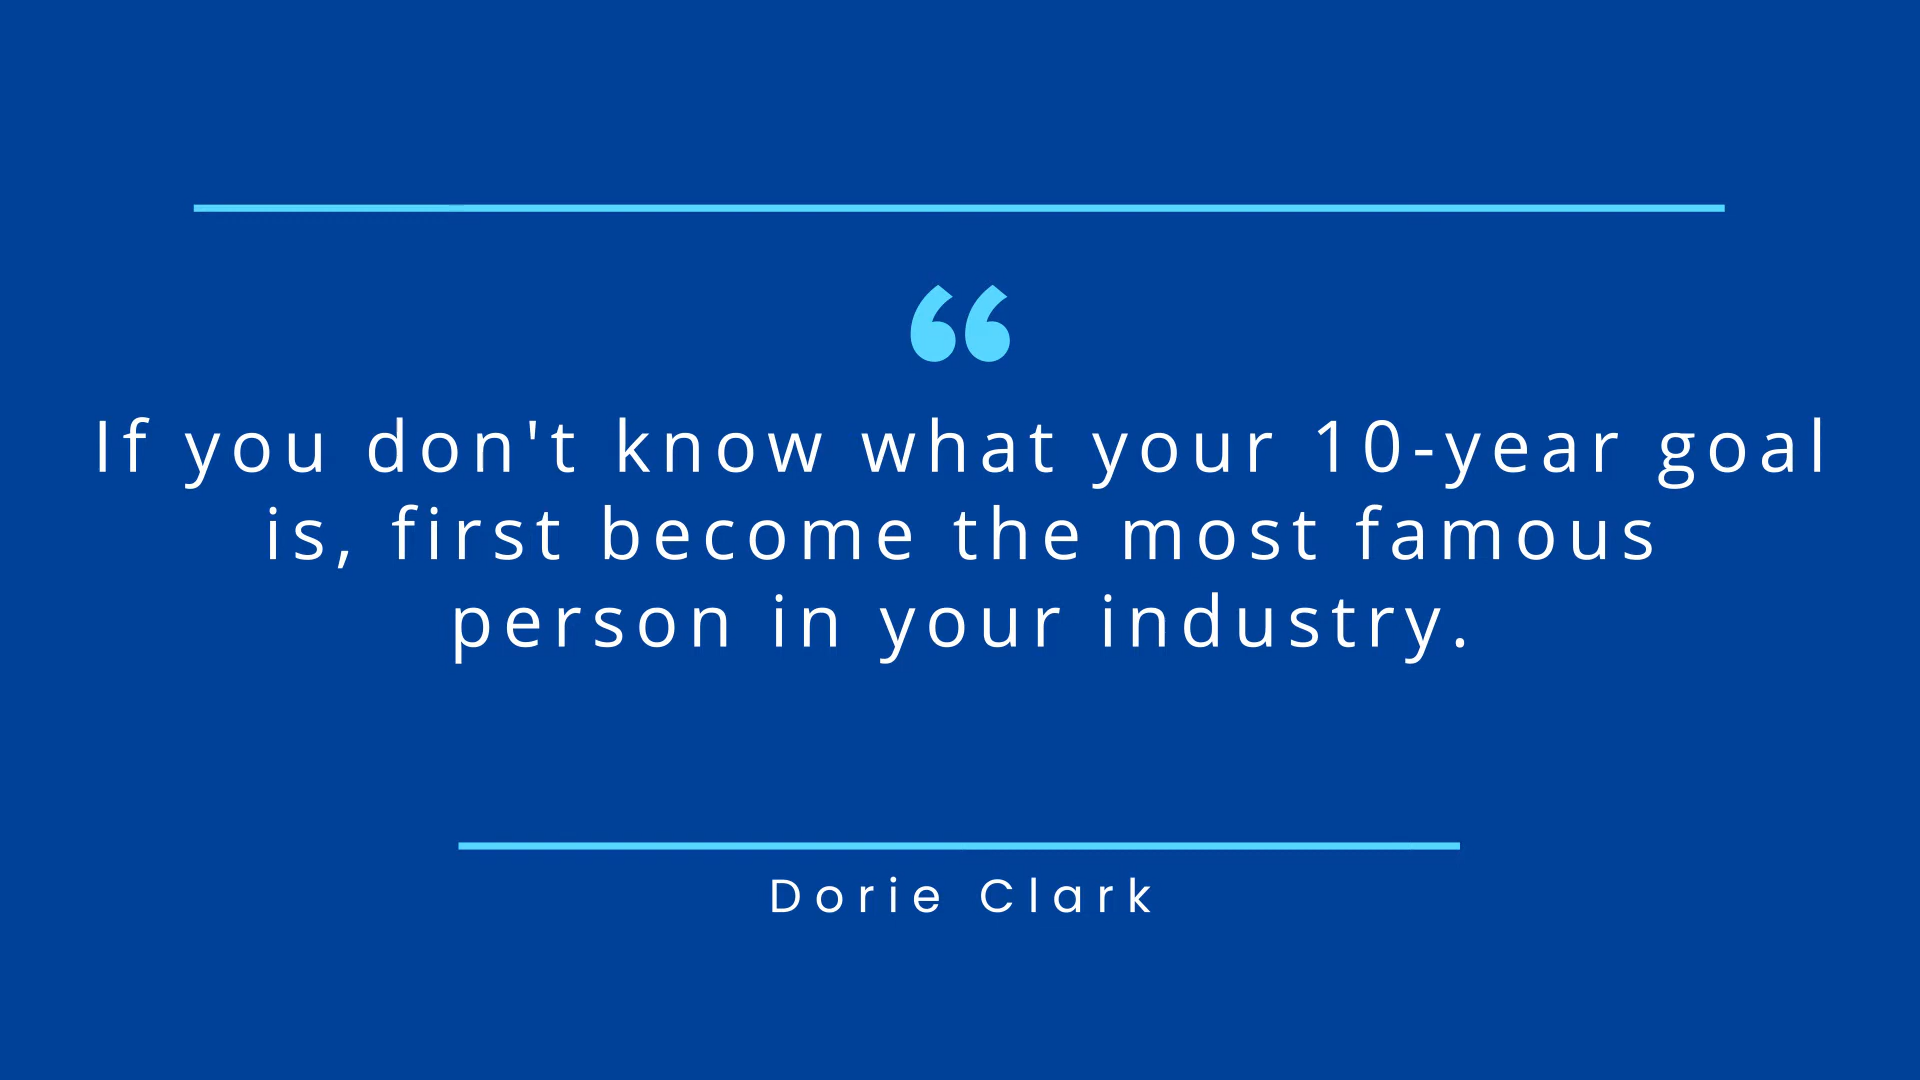 “
If you don't know what your 10-year goal
is, first become the most famous
person in your industry.
Dorie Clark